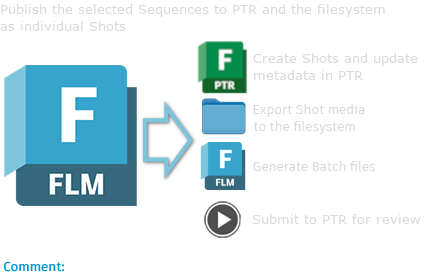 Publish the selected Sequences to PTR and the filesystem
as individual Shots
F
FLM
F
PTR
Create Shots and update
metadata in PTR
Export Shot media
to the filesystem
F
FLM
Generate Batch files
Submit to PTR for review
Comment: